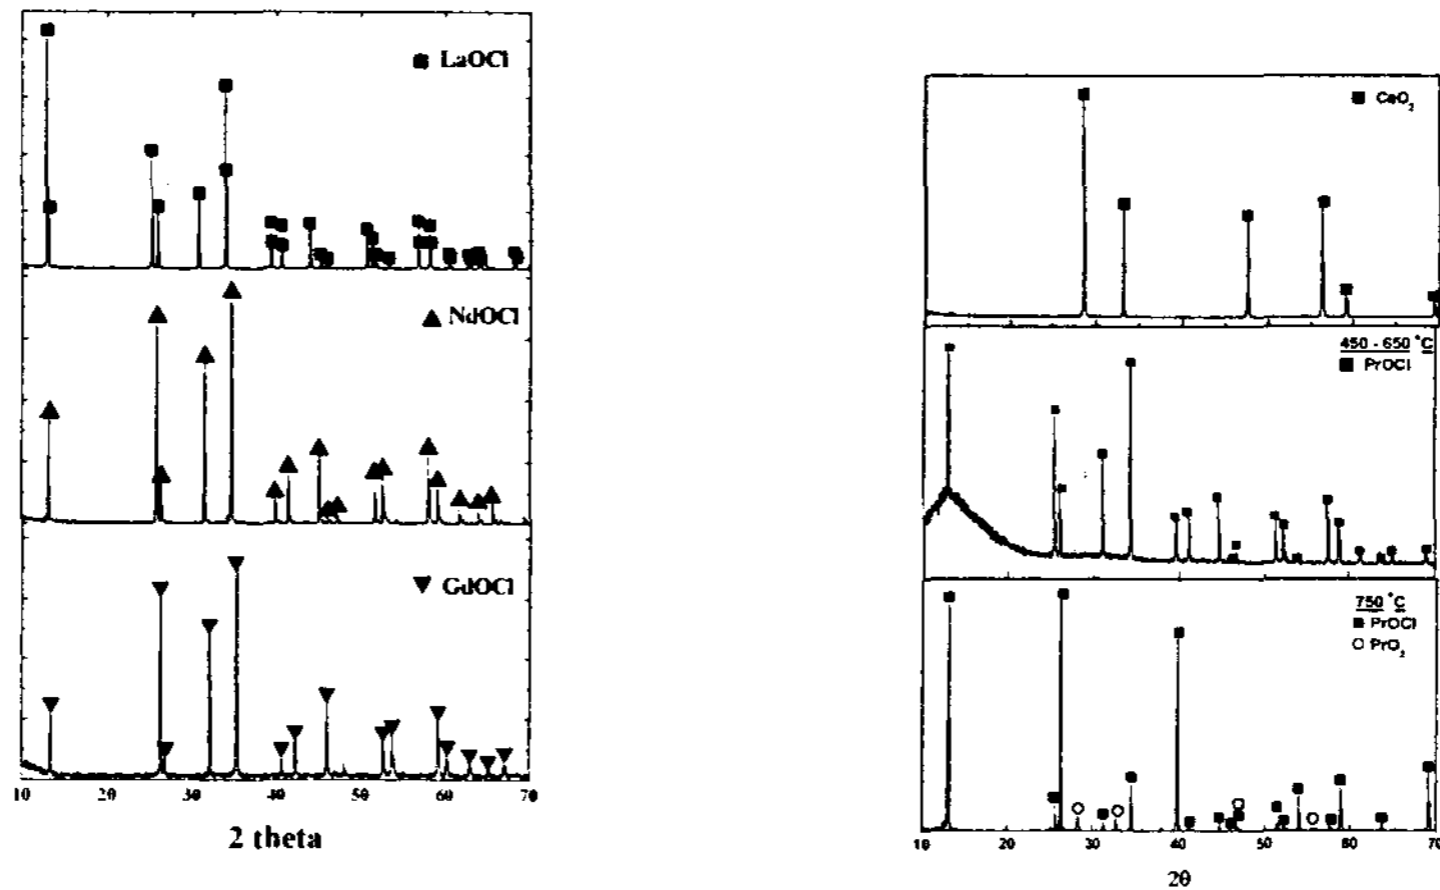 ■ LaOCl
▲ NdOCl
▼ GdOCl
10 20 30 40 50 60 70
2 theta
■ CeO₂
450 - 650 °C
■ PrOCl
750 °C
■ PrOCl
○ PrO₂
10 20 30 40 50 60 70
2θ